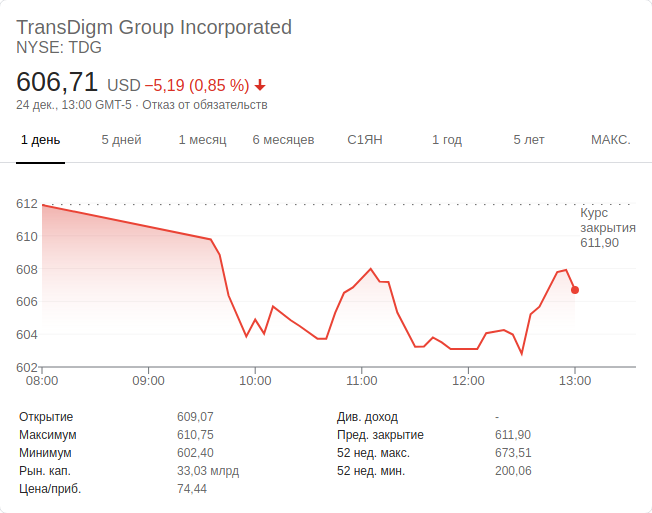 TransDigm Group Incorporated
NYSE: TDG
606,71 USD −5,19 (0,85 %)
24 дек., 13:00 GMT-5 · Отказ от обязательств
1 день 5 дней 1 месяц 6 месяцев С1ЯН 1 год 5 лет МАКС.
612
610
608
606
604
602
Курс
закрытия
611,90
08:00 09:00 10:00 11:00 12:00 13:00
Открытие 609,07 Див. доход -
Максимум 610,75 Пред. закрытие 611,90
Минимум 602,40 52 нед. макс. 673,51
Рын. кап. 33,03 млрд 52 нед. мин. 200,06
Цена/приб. 74,44